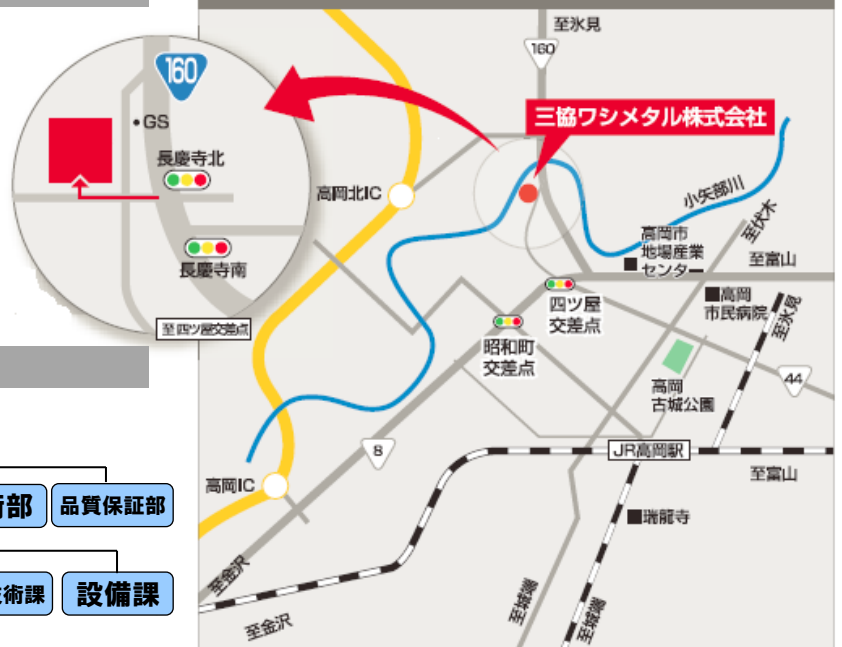 至氷見
160
160
三協ワシメタル株式会社
•GS
長慶寺北
高岡北IC
小矢部川
至伏木
高岡市
地場産業
センター
至富山
長慶寺南
四ツ屋
交差点
■高岡
市民病院
至氷見
至四ツ屋交差点
昭和町
交差点
高岡
古城公園
44
8
JR高岡駅
高岡IC
至富山
術部
品質保証部
■瑞龍寺
術課
設備課
至金沢
至金沢
至城端
至城端